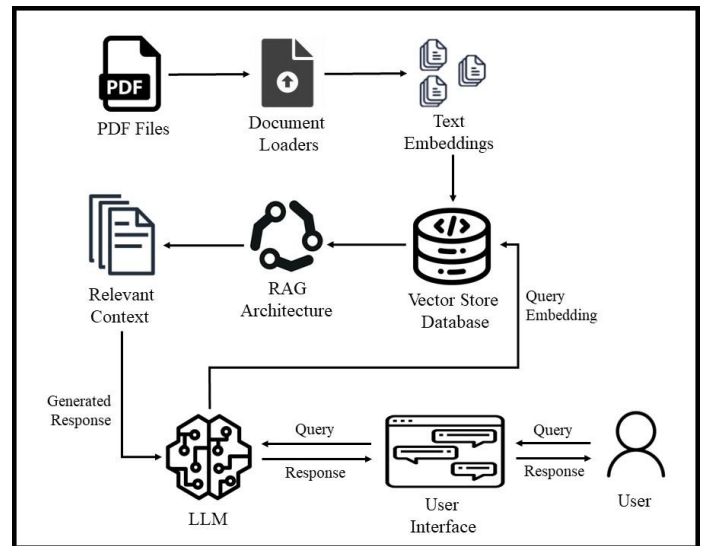 PDF
PDF Files
Document
Loaders
Text
Embeddings
Relevant
Context
RAG
Architecture
</>
Vector Store
Database
Query
Embedding
Generated
Response
LLM
Query
Response
User
Interface
Query
Response
User